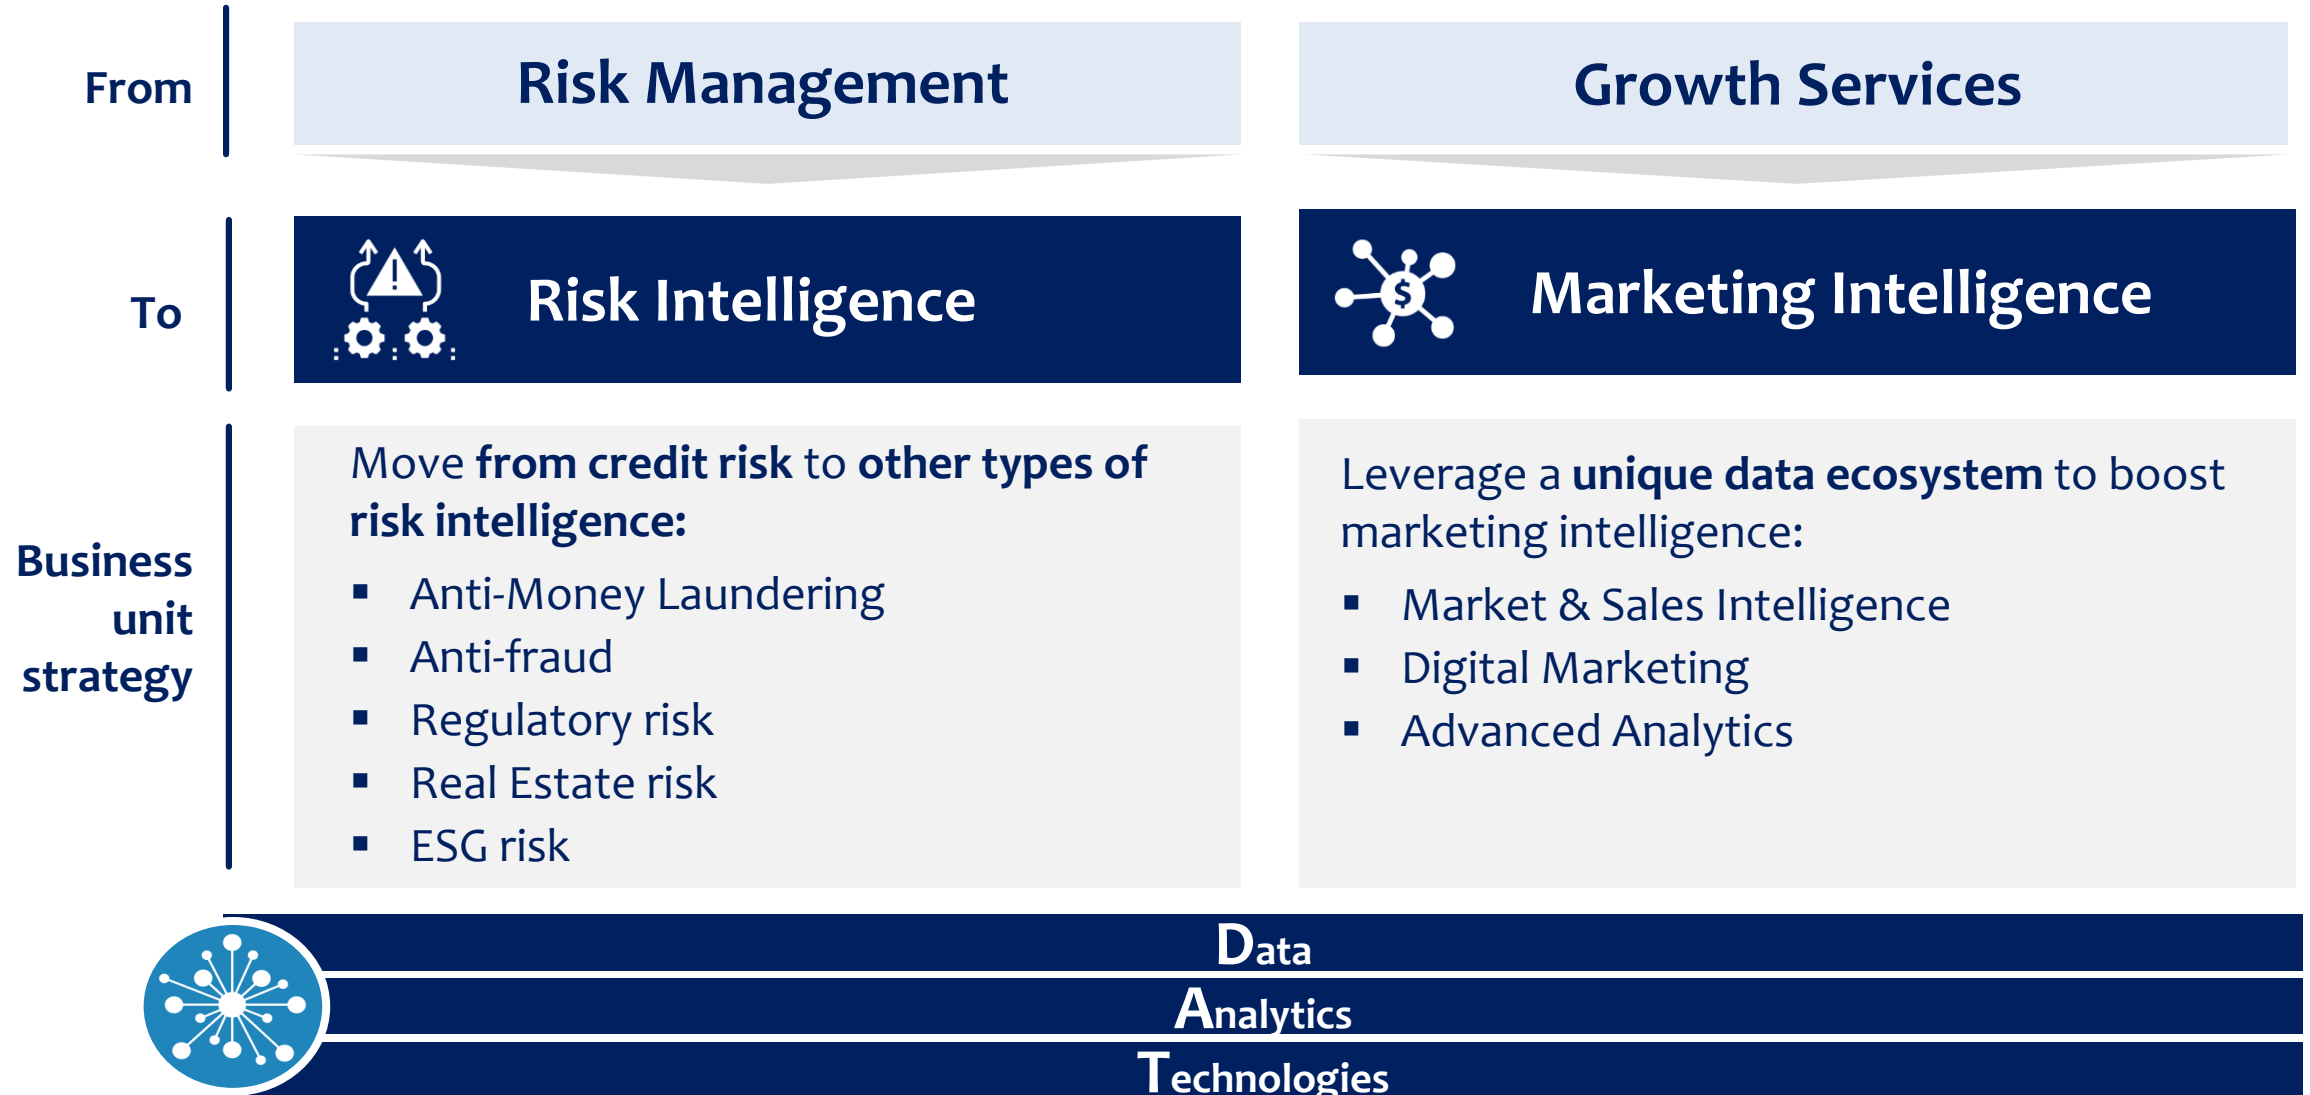 From
Risk Management
Growth Services
To
Risk Intelligence
$
Marketing Intelligence
Business
unit
strategy
Move from credit risk to other types of
risk intelligence:
▪ Anti-Money Laundering
▪ Anti-fraud
▪ Regulatory risk
▪ Real Estate risk
▪ ESG risk
Leverage a unique data ecosystem to boost
marketing intelligence:
▪ Market & Sales Intelligence
▪ Digital Marketing
▪ Advanced Analytics
Data
Analytics
Technologies